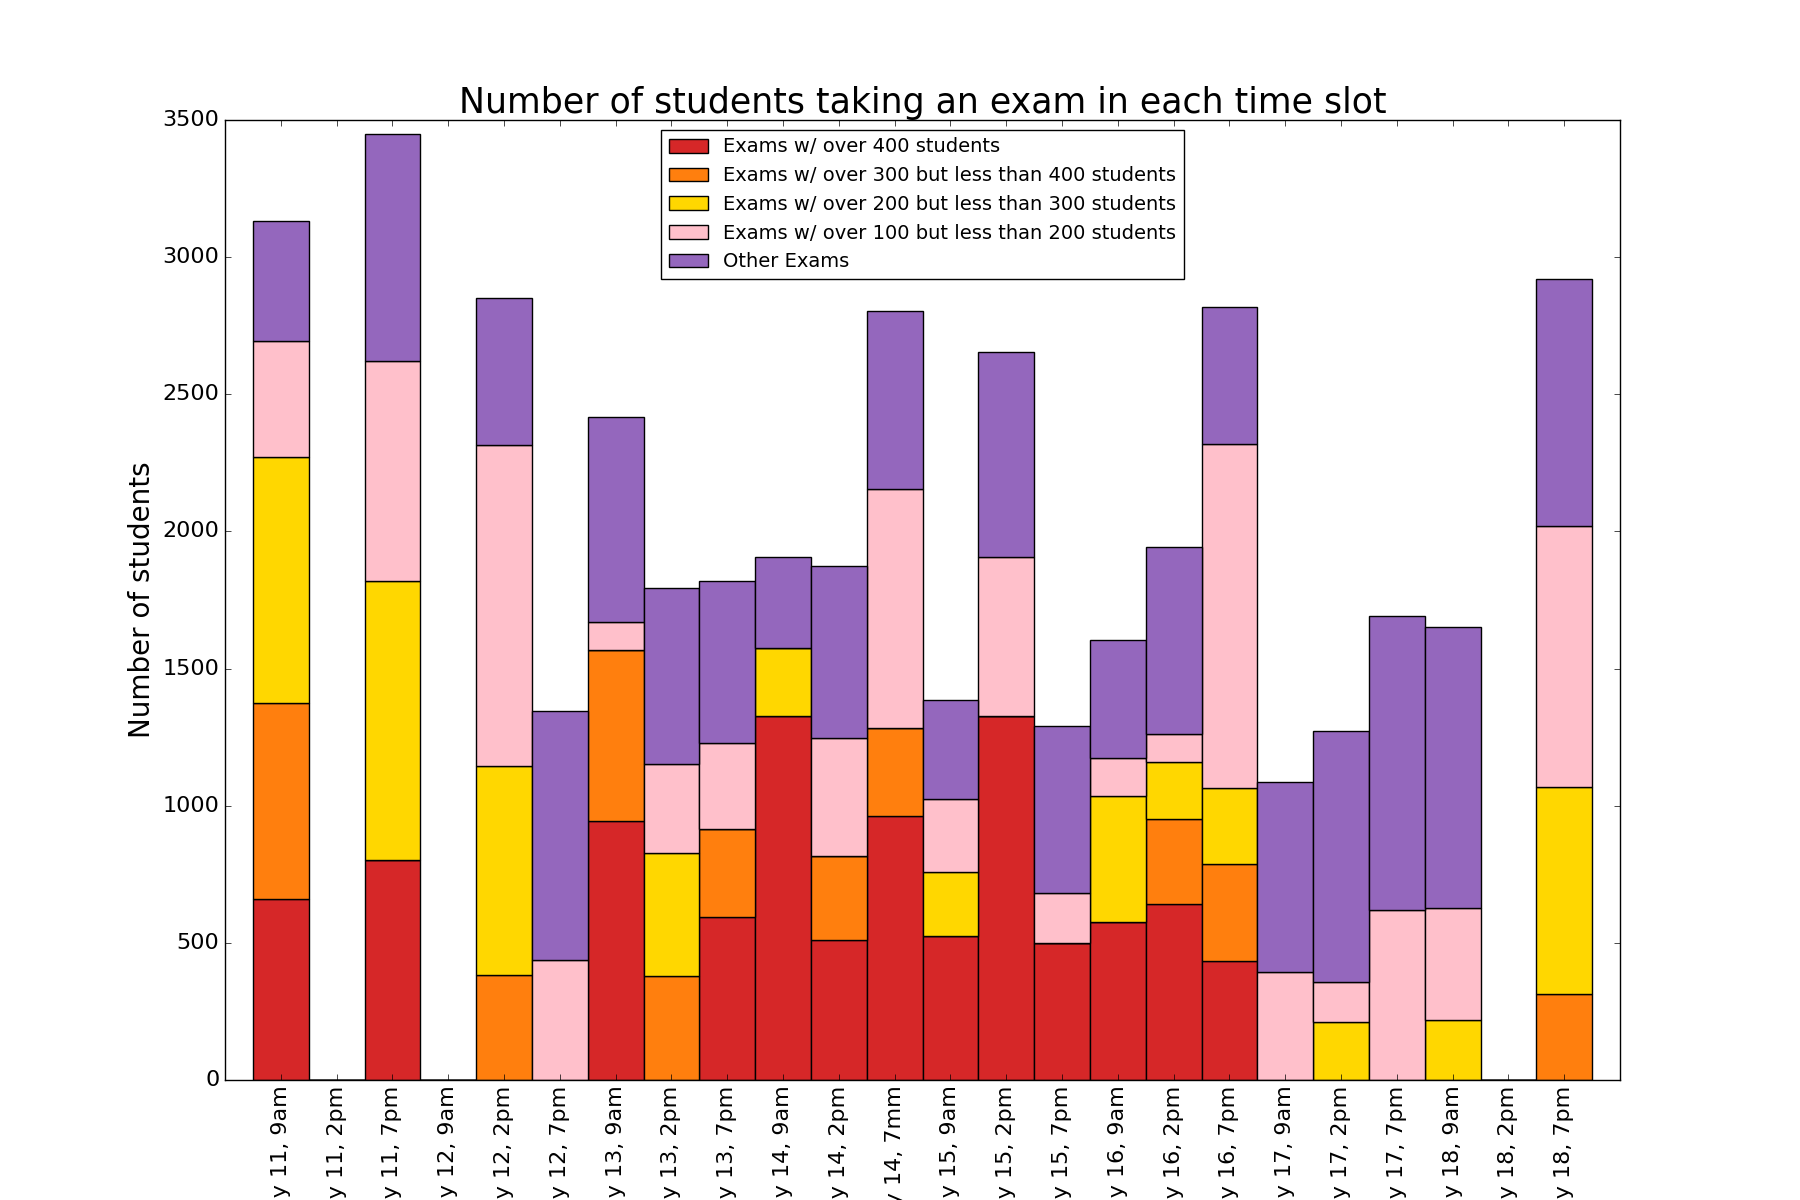 Number of students taking an exam in each time slot
Exams w/ over 400 students
Exams w/ over 300 but less than 400 students
Exams w/ over 200 but less than 300 students
Exams w/ over 100 but less than 200 students
Other Exams
Number of students
3500
3000
2500
2000
1500
1000
500
0
y 11, 9am
y 11, 2pm
y 11, 7pm
y 12, 9am
y 12, 2pm
y 12, 7pm
y 13, 9am
y 13, 2pm
y 13, 7pm
y 14, 9am
y 14, 2pm
y 14, 7mm
y 15, 9am
y 15, 2pm
y 15, 7pm
y 16, 9am
y 16, 2pm
y 16, 7pm
y 17, 9am
y 17, 2pm
y 17, 7pm
y 18, 9am
y 18, 2pm
y 18, 7pm